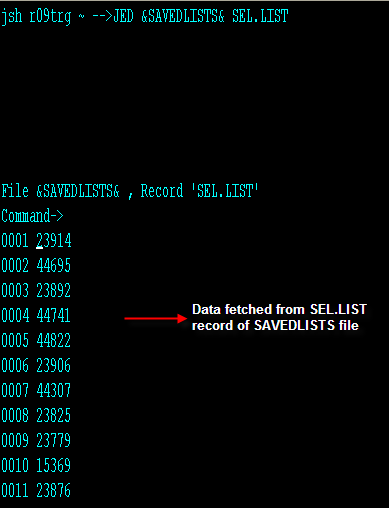 jsh r09trg ~ -->JED &SAVEDLISTS& SEL.LIST
File &SAVEDLISTS& , Record 'SEL.LIST'
Command->
0001 23914
0002 44695
0003 23892
0004 44741
0005 44822
0006 23906
0007 44307
0008 23825
0009 23779
0010 15369
0011 23876
Data fetched from SEL.LIST
record of SAVEDLISTS file